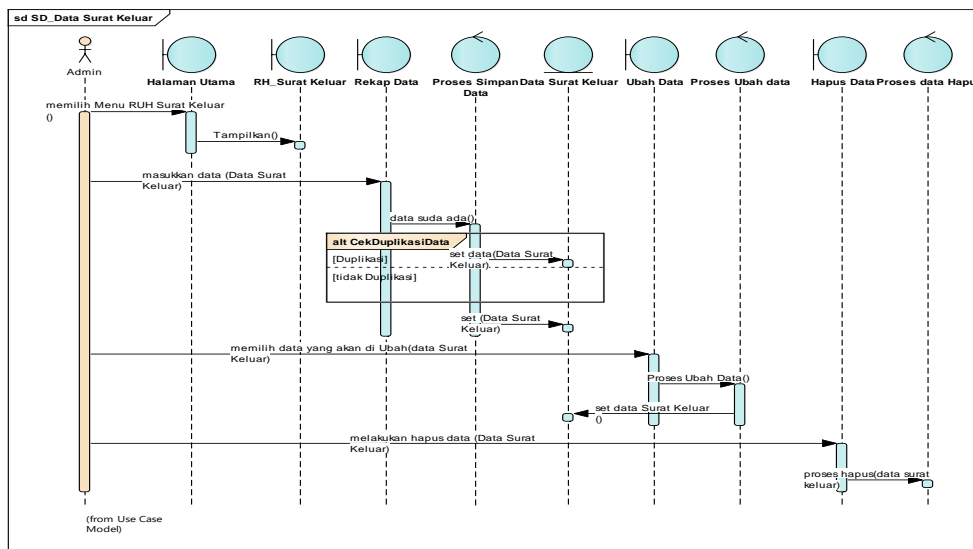 sd SD_Data Surat Keluar
Admin
Halaman Utama
RH_Surat Keluar
Rekap Data
Proses Simpan
Data
Data Surat Keluar
Ubah Data
Proses Ubah data
Hapus Data
Proses data Hapu
memilih Menu RUH Surat Keluar
()
Tampilkan()
masukkan data (Data Surat
Keluar)
data suda ada()
alt CekDuplikasiData
[Duplikasi]
set data(Data Surat
Keluar)
[tidak Duplikasi]
set (Data Surat
Keluar)
memilih data yang akan di Ubah(data Surat
Keluar)
Proses Ubah Data()
set data Surat Keluar
()
melakukan hapus data (Data Surat
Keluar)
proses hapus(data surat
keluar)
(from Use Case
Model)